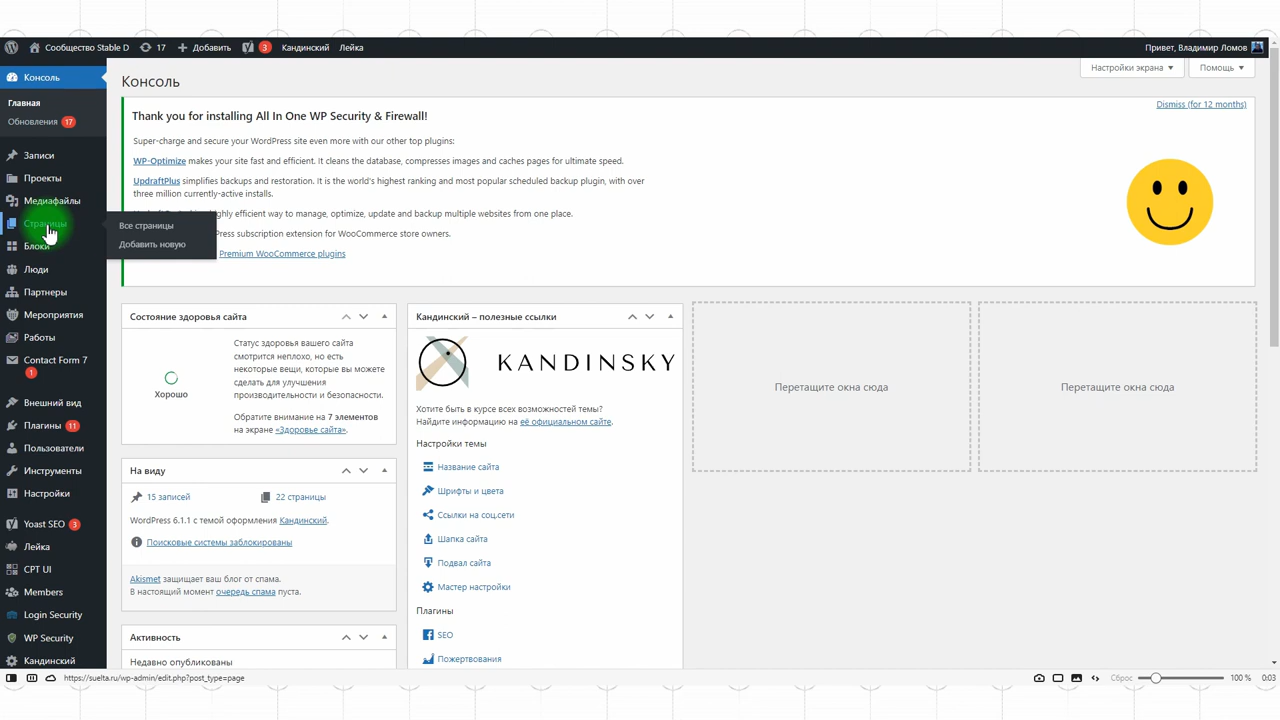 Сообщество Stable D
17
Добавить
3
Кандинский
Лейка
Привет, Владимир Ломов
Консоль
Главная
Обновления 17
Записи
Проекты
Медиафайлы
Страницы
Все страницы
Добавить новую
Блоки
Люди
Партнеры
Мероприятия
Работы
Contact Form 7
1
Внешний вид
Плагины 11
Пользователи
Инструменты
Настройки
Yoast SEO 3
Лейка
CPT UI
Members
Login Security
WP Security
Кандинский
Консоль
Настройки экрана
Помощь
Thank you for installing All In One WP Security & Firewall!
Dismiss (for 12 months)
Super-charge and secure your WordPress site even more with our other top plugins:
WP-Optimize makes your site fast and efficient. It cleans the database, compresses images and caches pages for ultimate speed.
UpdraftPlus simplifies backups and restoration. It is the world's highest ranking and most popular scheduled backup plugin, with over
three million currently-active installs.
highly efficient way to manage, optimize, update and backup multiple websites from one place.
Press subscription extension for WooCommerce store owners.
Premium WooCommerce plugins
Состояние здоровья сайта
Хорошо
Статус здоровья вашего сайта
смотрится неплохо, но есть
некоторые вещи, которые вы можете
сделать для улучшения
производительности и безопасности.
Обратите внимание на 7 элементов
на экране «Здоровье сайта».
На виду
15 записей
22 страницы
WordPress 6.1.1 с темой оформления Кандинский.
Поисковые системы заблокированы
Akismet защищает ваш блог от спама.
В настоящий момент очередь спама пуста.
Активность
Недавно опубликованы
Кандинский – полезные ссылки
KANDINSKY
Хотите быть в курсе всех возможностей темы?
Найдите информацию на её официальном сайте.
Настройки темы
Название сайта
Шрифты и цвета
Ссылки на соц.сети
Шапка сайта
Подвал сайта
Мастер настройки
Плагины
SEO
Пожертвования
Перетащите окна сюда
Перетащите окна сюда
https://suelta.ru/wp-admin/edit.php?post_type=page
Сброс
100 %
0:03